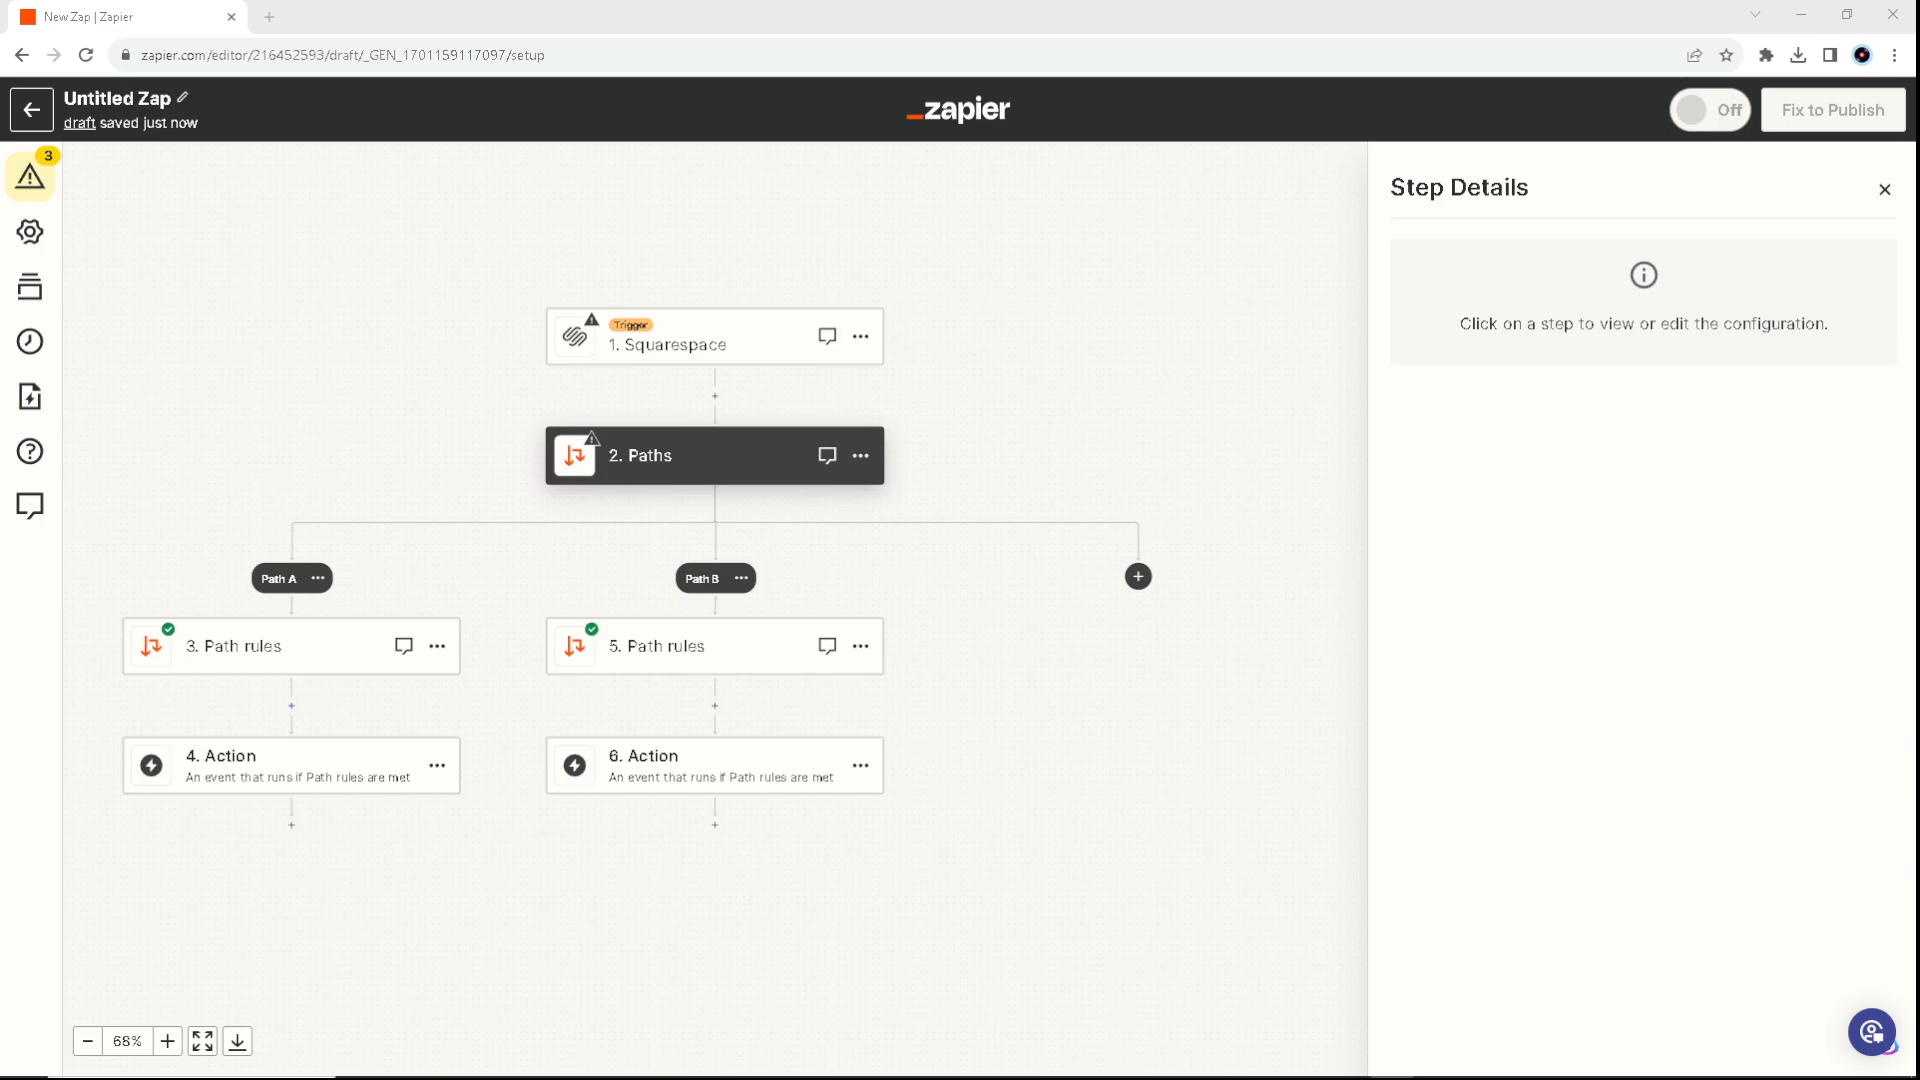 New Zap | Zapier
zapier.com/editor/216452593/draft/_GEN_1701159117097/setup
Untitled Zap
draft saved just now
zapier
Off
Fix to Publish
3
Step Details
Click on a step to view or edit the configuration.
Trigger
1. Squarespace
2. Paths
Path A
Path B
3. Path rules
5. Path rules
4. Action
An event that runs if Path rules are met
6. Action
An event that runs if Path rules are met
68%